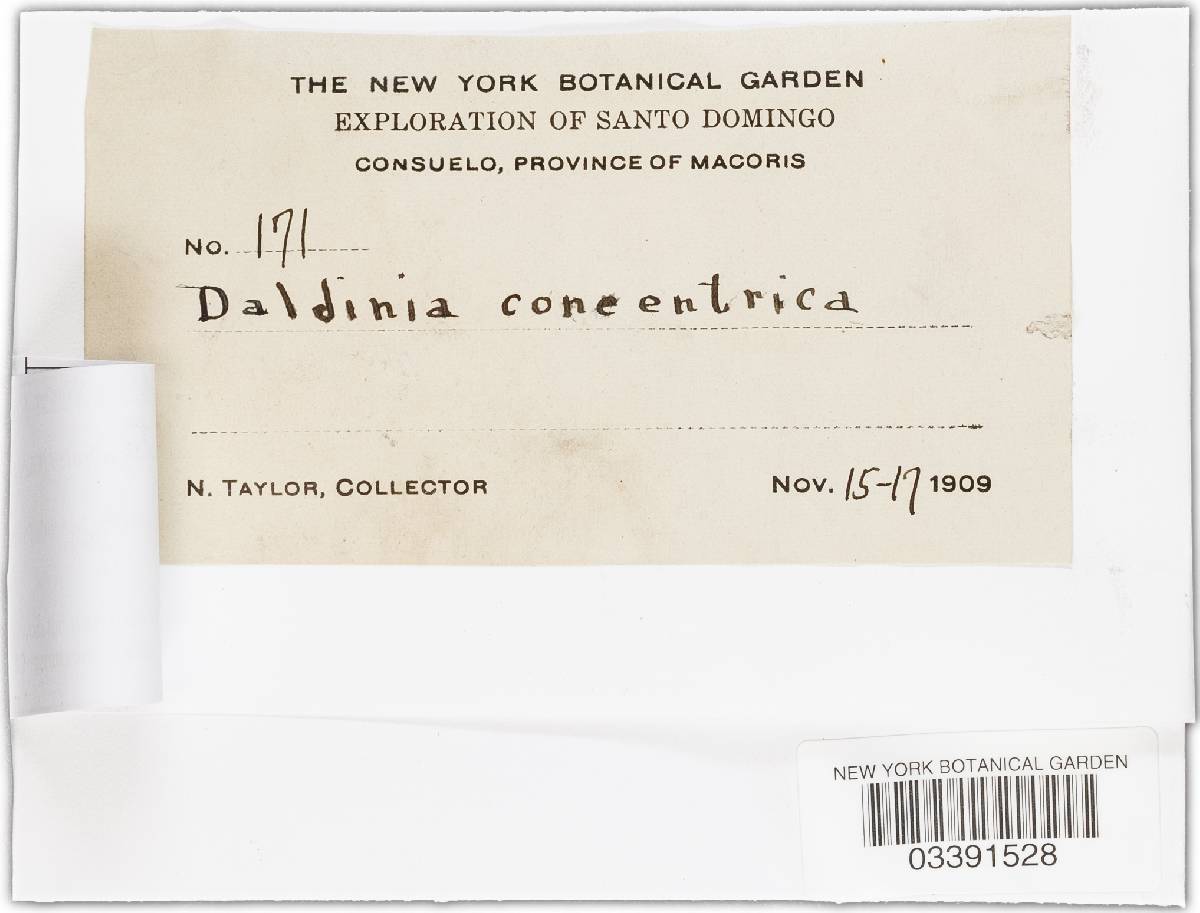 THE NEW YORK BOTANICAL GARDEN
EXPLORATION OF SANTO DOMINGO
CONSUELO, PROVINCE OF MACORIS
No. 171
Daldinia concentrica
N. TAYLOR, COLLECTOR NOV. 15-17 1909
NEW YORK BOTANICAL GARDEN
03391528